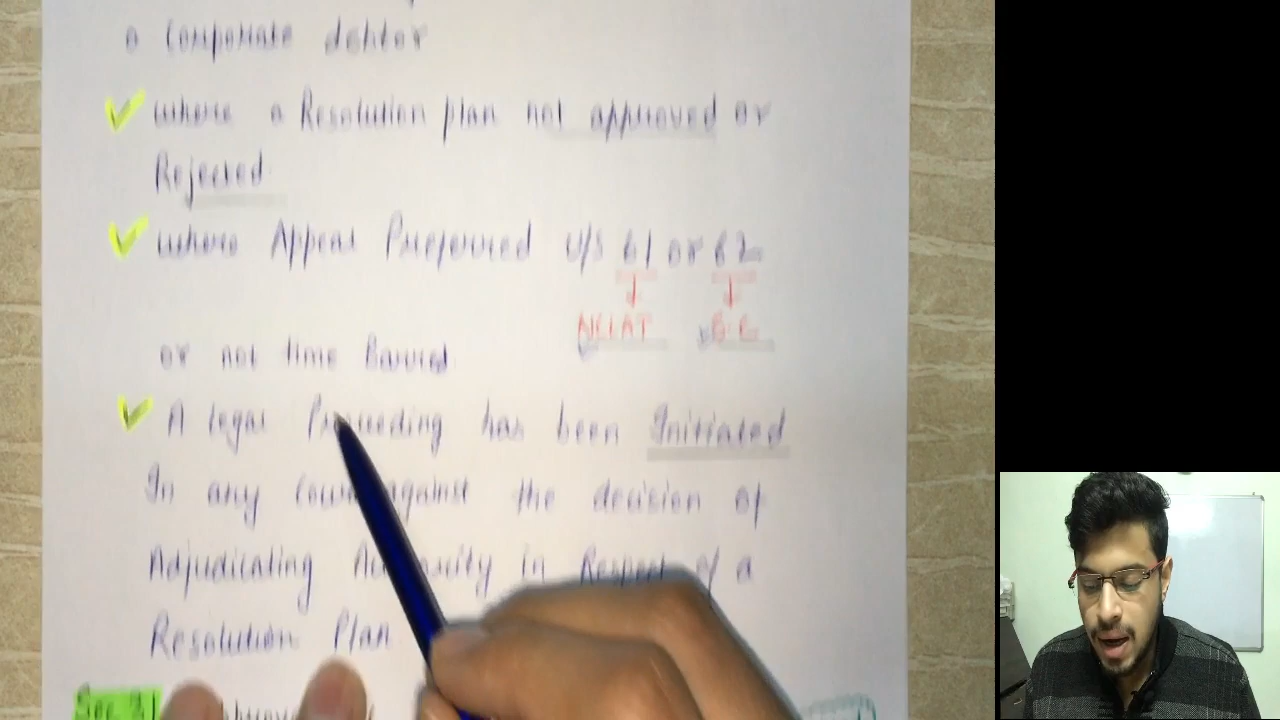 a corporate debtor
where a Resolution plan not approved or
Rejected
where Appeal Preferred u/s 61 or 62
NCLAT S.C
or not time Barred
A legal Proceeding has been Initiated
In any court against the decision of
Adjudicating Authority in Respect of a
Resolution Plan
Sec 31